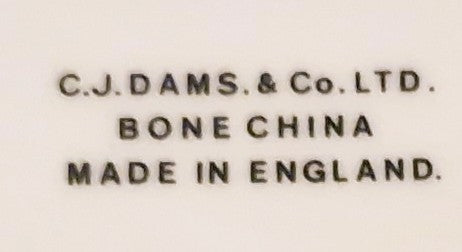 C.J.DAMS.& Co.LTD.
BONE CHINA
MADE IN ENGLAND.